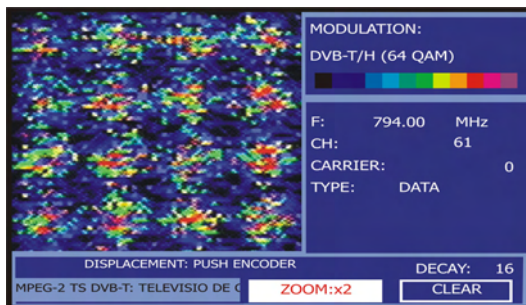 MODULATION:
DVB-T/H (64 QAM)
F: 794.00 MHz
CH: 61
CARRIER: 0
TYPE: DATA
DISPLACEMENT: PUSH ENCODER
DECAY: 16
MPEG-2 TS DVB-T: TELEVISIO DE
ZOOM:x2
CLEAR